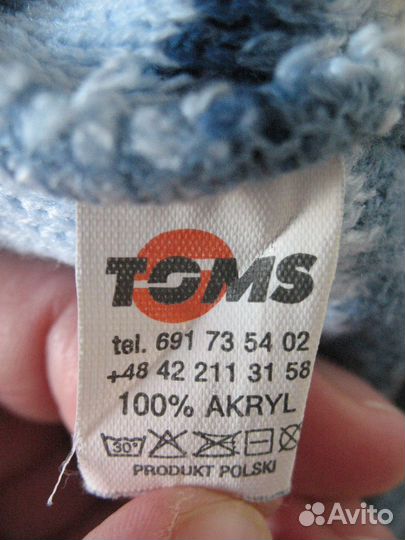 TOMS
tel. 691 73 54 02
+48 42 211 31 58
100% AKRYL
30°
PRODUKT POLSKI
Avito